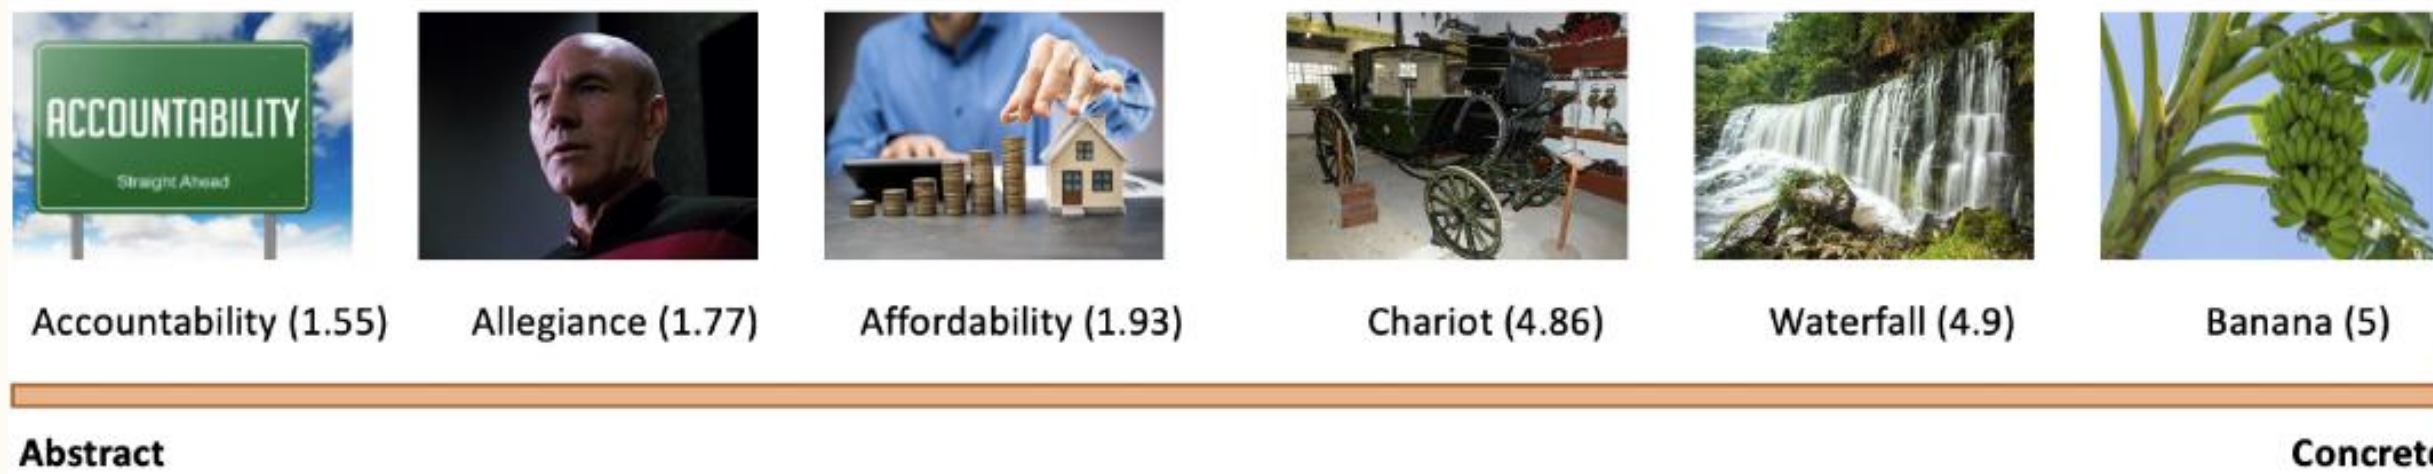 ACCOUNTABILITY
Straight Ahead
Accountability (1.55)
Allegiance (1.77)
Affordability (1.93)
Chariot (4.86)
Waterfall (4.9)
Banana (5)
Abstract
Concrete